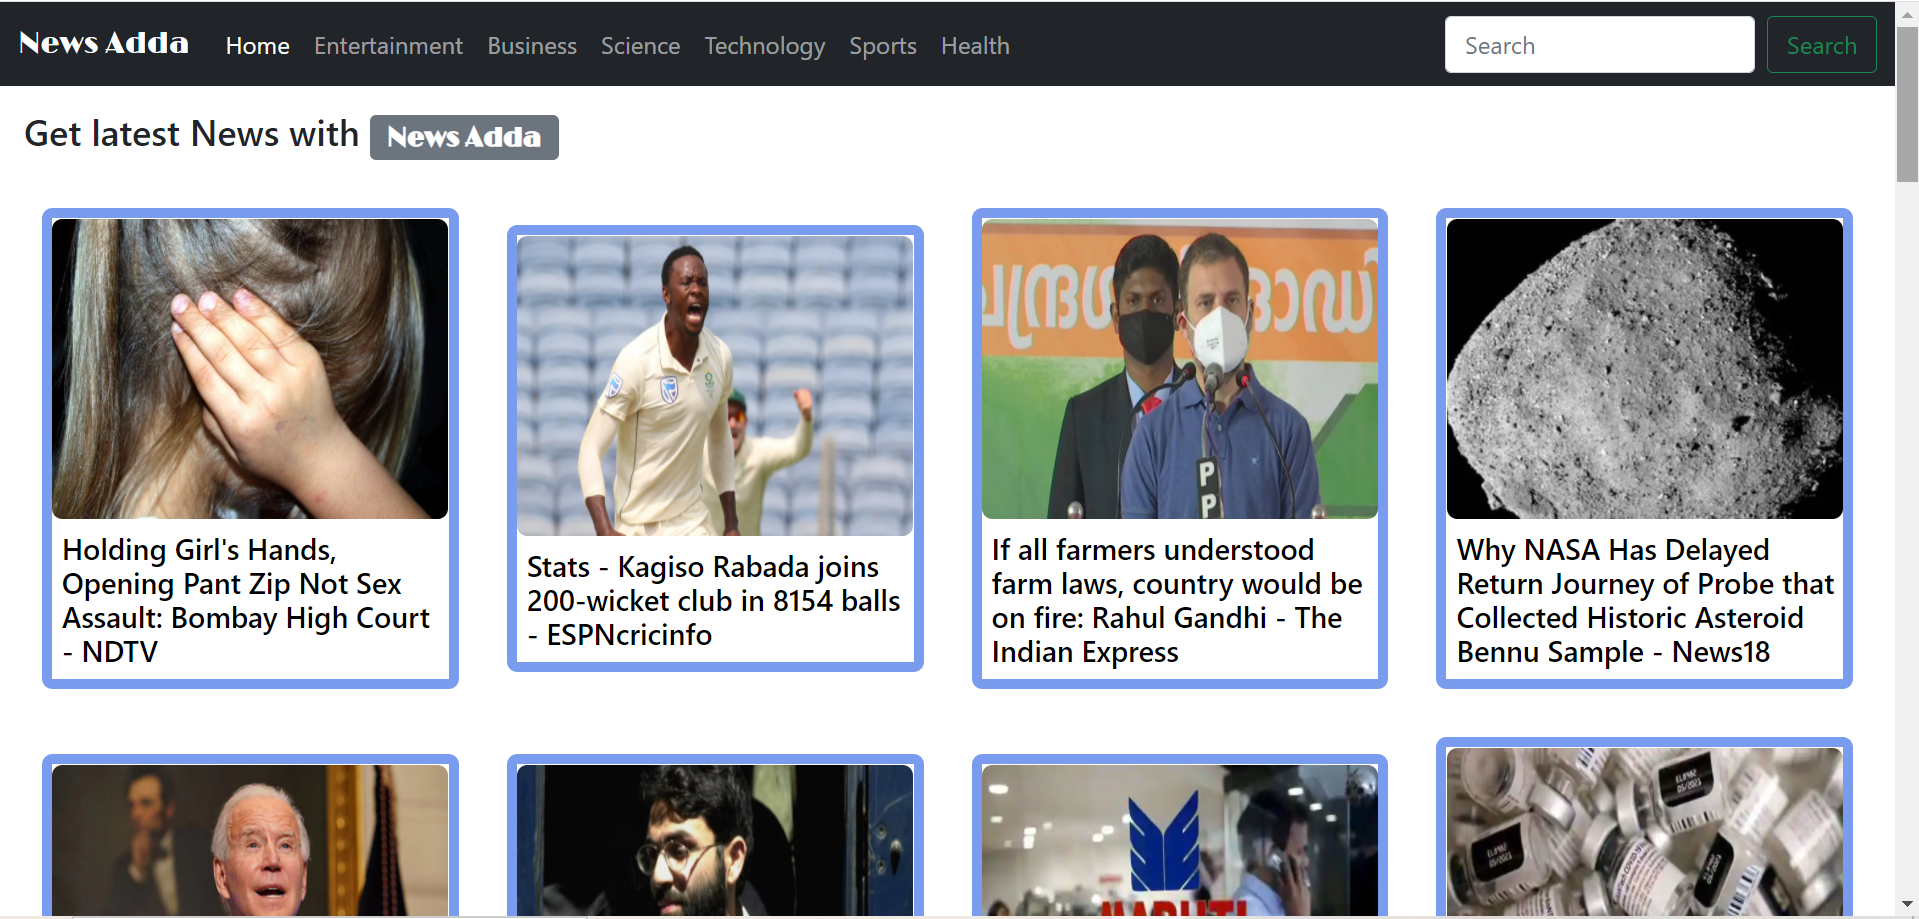 News Adda Home Entertainment Business Science Technology Sports Health Search Search
Get latest News with News Adda
Holding Girl's Hands,
Opening Pant Zip Not Sex
Assault: Bombay High Court
- NDTV
Stats - Kagiso Rabada joins
200-wicket club in 8154 balls
- ESPNcricinfo
PP
If all farmers understood
farm laws, country would be
on fire: Rahul Gandhi - The
Indian Express
Why NASA Has Delayed
Return Journey of Probe that
Collected Historic Asteroid
Bennu Sample - News18